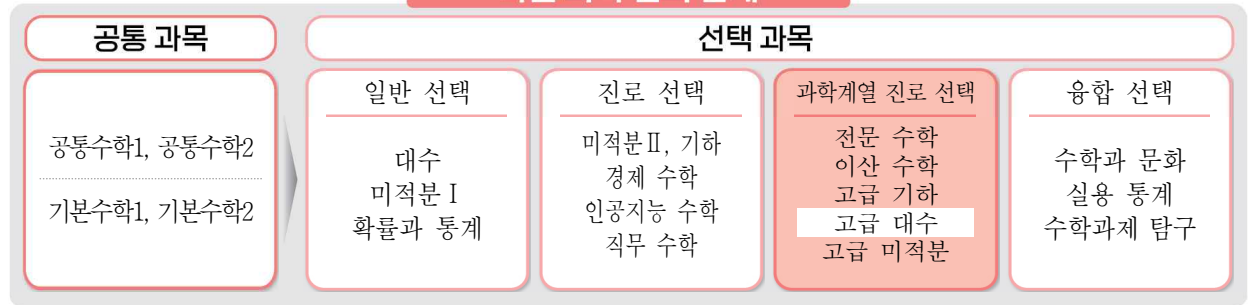 공통 과목
선택 과목
공통수학1, 공통수학2
기본수학1, 기본수학2
일반 선택
대수
미적분Ⅰ
확률과 통계
진로 선택
미적분Ⅱ, 기하
경제 수학
인공지능 수학
직무 수학
과학계열 진로 선택
전문 수학
이산 수학
고급 기하
고급 대수
고급 미적분
융합 선택
수학과 문화
실용 통계
수학과제 탐구